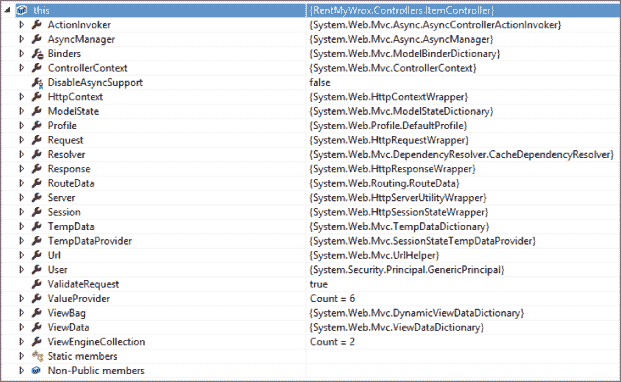 this {RentMyWrox.Controllers.ItemController}
ActionInvoker {System.Web.Mvc.Async.AsyncControllerActionInvoker}
AsyncManager {System.Web.Mvc.Async.AsyncManager}
Binders {System.Web.Mvc.ModelBinderDictionary}
ControllerContext {System.Web.Mvc.ControllerContext}
DisableAsyncSupport false
HttpContext {System.Web.HttpContextWrapper}
ModelState {System.Web.Mvc.ModelStateDictionary}
Profile {System.Web.Profile.DefaultProfile}
Request {System.Web.HttpRequestWrapper}
Resolver {System.Web.Mvc.DependencyResolver.CacheDependencyResolver}
Response {System.Web.HttpResponseWrapper}
RouteData {System.Web.Routing.RouteData}
Server {System.Web.HttpServerUtilityWrapper}
Session {System.Web.HttpSessionStateWrapper}
TempData {System.Web.Mvc.TempDataDictionary}
TempDataProvider {System.Web.Mvc.SessionStateTempDataProvider}
Url {System.Web.Mvc.UrlHelper}
User {System.Security.Principal.GenericPrincipal}
ValidateRequest true
ValueProvider Count = 6
ViewBag {System.Web.Mvc.DynamicViewDataDictionary}
ViewData {System.Web.Mvc.ViewDataDictionary}
ViewEngineCollection Count = 2
Static members
Non-Public members